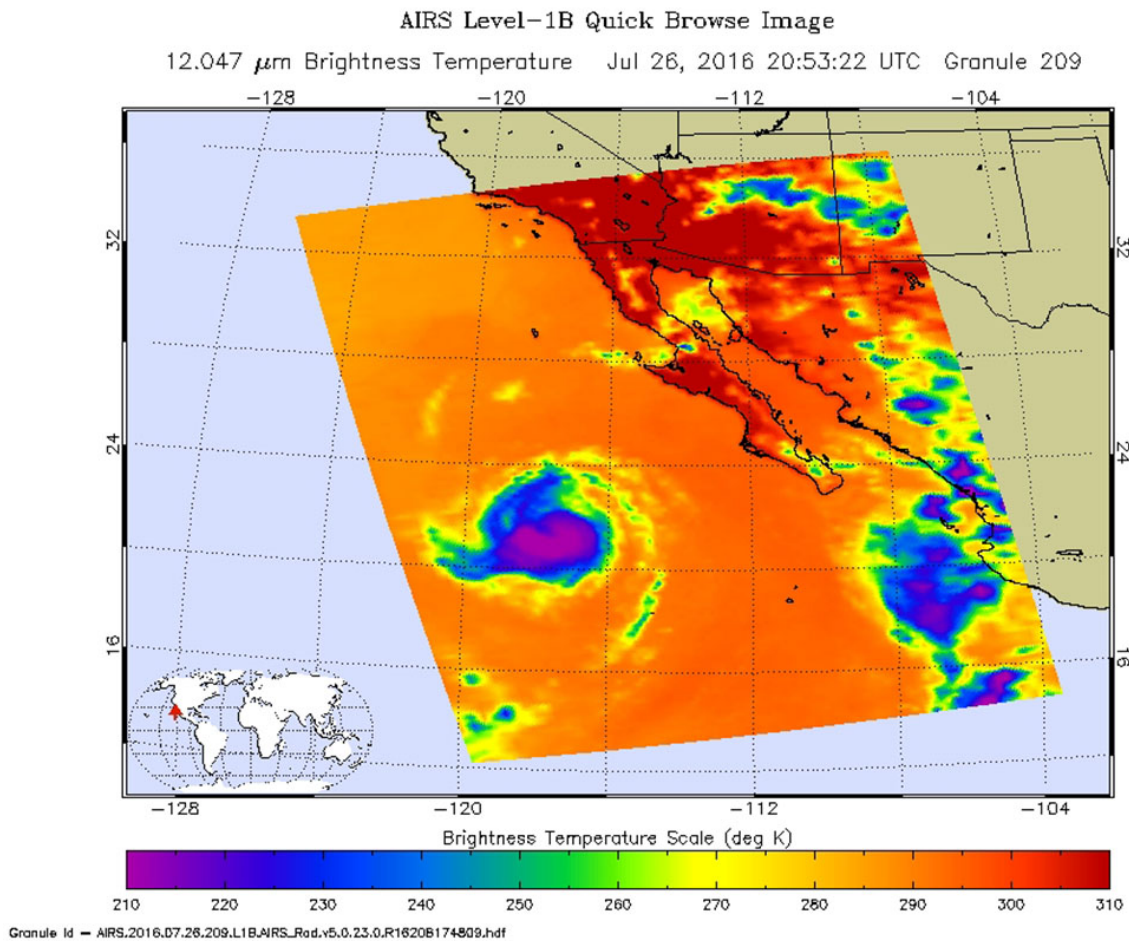 AIRS Level-1B Quick Browse Image
12.047 μm Brightness Temperature Jul 26, 2016 20:53:22 UTC Granule 209
-128 -120 -112 -104
32 32
24 24
16 16
-128 -120 -112 -104
Brightness Temperature Scale (deg K)
210 220 230 240 250 260 270 280 290 300 310
Granule Id - AIRS.2016.07.26.209.L1B.AIRS_Rad.v5.0.23.0.R16208174809.hdf